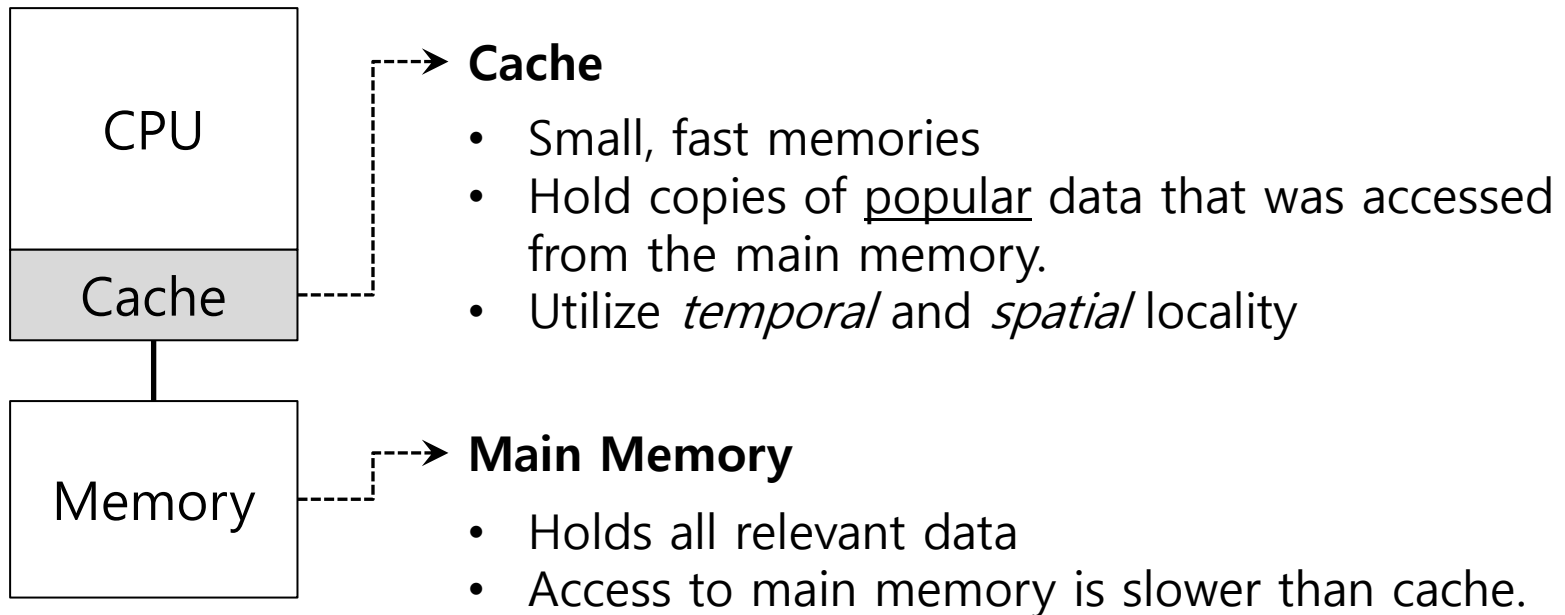 CPU
Cache
Memory
Cache
• Small, fast memories
• Hold copies of popular data that was accessed
from the main memory.
• Utilize temporal and spatial locality
Main Memory
• Holds all relevant data
• Access to main memory is slower than cache.